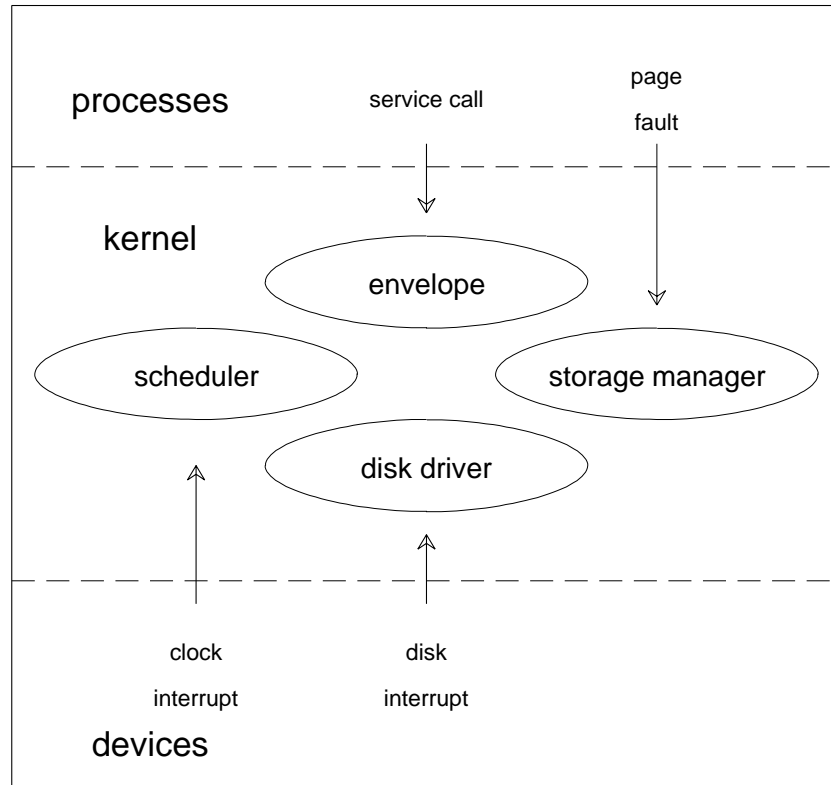 processes
service call
page
fault
kernel
envelope
scheduler
storage manager
disk driver
clock
interrupt
disk
interrupt
devices